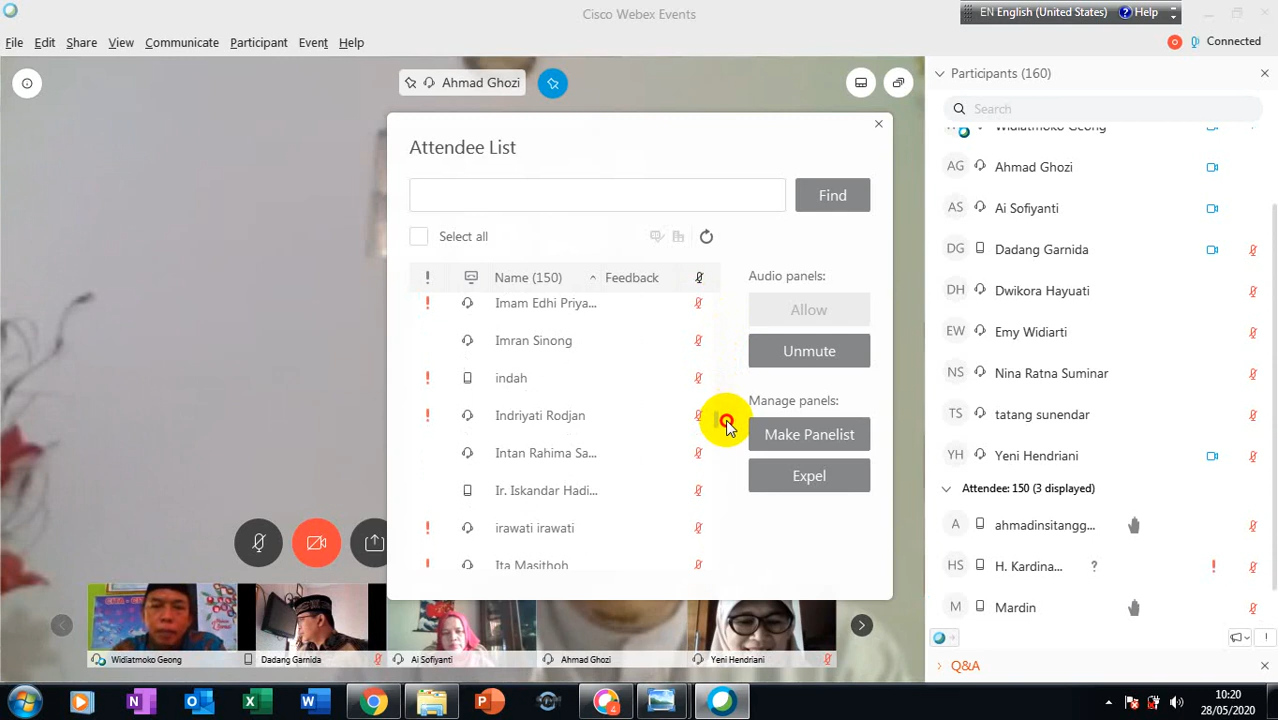 Cisco Webex Events
EN English (United States) ? Help
File Edit Share View Communicate Participant Event Help
Connected
Ahmad Ghozi
Attendee List
Find
Select all
! Name (150) Feedback
! Imam Edhi Priya...
Imran Sinong
! indah
! Indriyati Rodjan
Intan Rahima Sa...
Ir. Iskandar Hadi...
! irawati irawati
! Ita Masithoh
Audio panels:
Allow
Unmute
Manage panels:
Make Panelist
Expel
Widiatmoko Geong
Dadang Garnida
Ai Sofiyanti
Ahmad Ghozi
Yeni Hendriani
Participants (160)
Search
Widiatmoko Geong
AG Ahmad Ghozi
AS Ai Sofiyanti
DG Dadang Garnida
DH Dwikora Hayuati
EW Emy Widiarti
NS Nina Ratna Suminar
TS tatang sunendar
YH Yeni Hendriani
Attendee: 150 (3 displayed)
A ahmadinsitangg...
HS H. Kardina... ? !
M Mardin
!
Q&A
4
10:20
28/05/2020